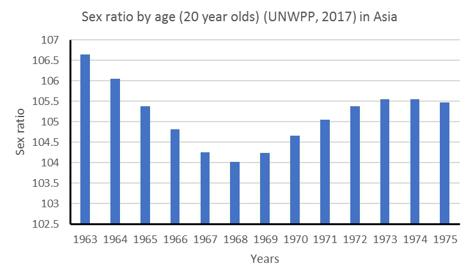 Sex ratio by age (20 year olds) (UNWPP, 2017) in Asia
107
106.5
106
105.5
105
104.5
104
103.5
103
102.5
Sex ratio
1963 1964 1965 1966 1967 1968 1969 1970 1971 1972 1973 1974 1975
Years